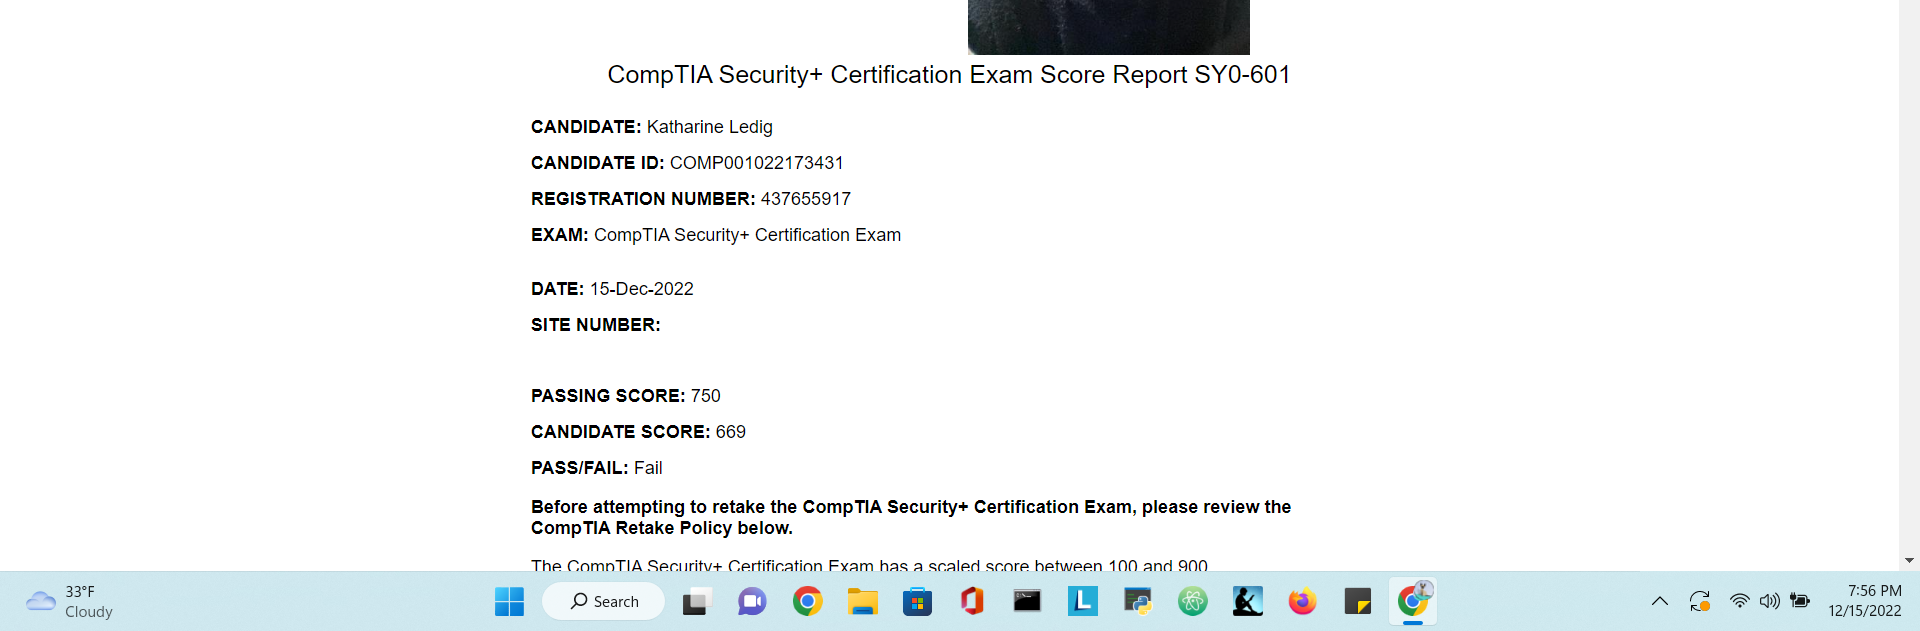 CompTIA Security+ Certification Exam Score Report SY0-601
CANDIDATE: Katharine Ledig
CANDIDATE ID: COMP001022173431
REGISTRATION NUMBER: 437655917
EXAM: CompTIA Security+ Certification Exam
DATE: 15-Dec-2022
SITE NUMBER:
PASSING SCORE: 750
CANDIDATE SCORE: 669
PASS/FAIL: Fail
Before attempting to retake the CompTIA Security+ Certification Exam, please review the
CompTIA Retake Policy below.
The CompTIA Security+ Certification Exam has a scaled score between 100 and 900
33°F
Cloudy
Search
L
7:56 PM
12/15/2022